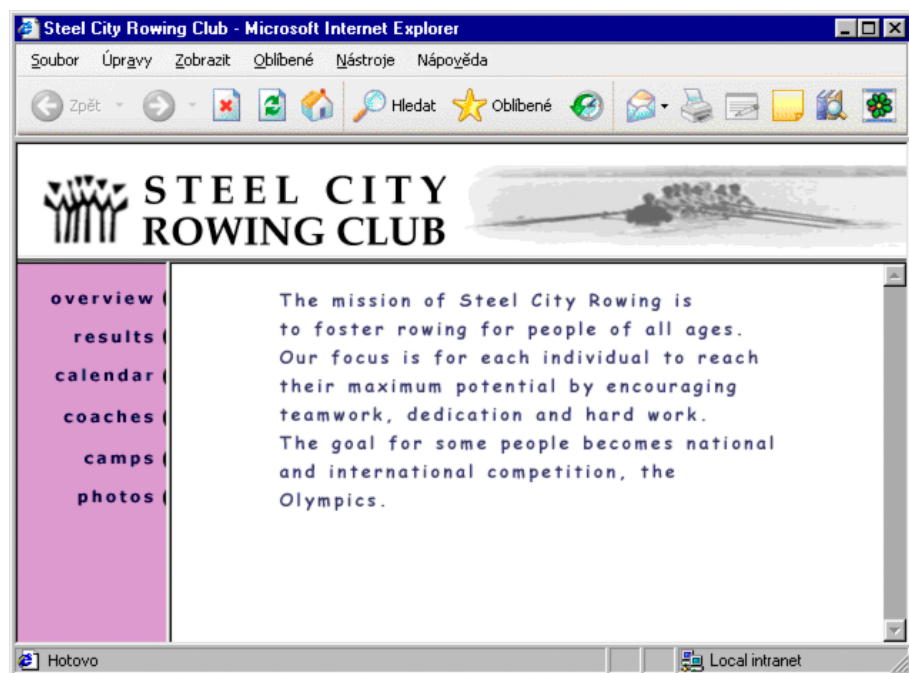 Steel City Rowing Club - Microsoft Internet Explorer
Soubor Úpravy Zobrazit Oblíbené Nástroje Nápověda
Zpět Hledat Oblíbené
STEEL CITY
ROWING CLUB
overview
results
calendar
coaches
camps
photos
The mission of Steel City Rowing is
to foster rowing for people of all ages.
Our focus is for each individual to reach
their maximum potential by encouraging
teamwork, dedication and hard work.
The goal for some people becomes national
and international competition, the
Olympics.
Hotovo Local intranet